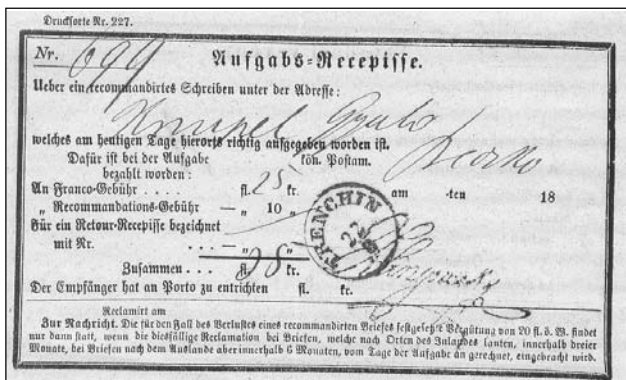 Drucksorte Nr. 227.
Nr. 699
Aufgabs-Recepisse.
Ueber ein recommandirtes Schreiben unter der Adresse:
welches am heutigen Tage hierorts richtig aufgegeben worden ist.
Dafür ist bei der Aufgabe kön. Postam.
bezahlt worden:
An Franco-Gebühr . . . . fl. 25 kr. am -ten 18
„ Recommandations-Gebühr — „ 10 „
Für ein Retour-Recepisse bezeichnet
mit Nr. . . . — „ „
Zusammen . . . fl. kr.
TRENCHIN
Der Empfänger hat an Porto zu entrichten fl. kr.
Reclamirt am
Zur Nachricht. Die für den Fall des Verlustes eines recommandirten Briefes festgesetzte Vergütung von 20 fl. ö. W. findet
nur dann statt, wenn die diesfällige Reclamation bei Briefen, welche nach Orten des Inlandes lauten, innerhalb dreier
Monate, bei Briefen nach dem Auslande aber innerhalb 6 Monaten, vom Tage der Aufgabe an gerechnet, eingebracht wird.